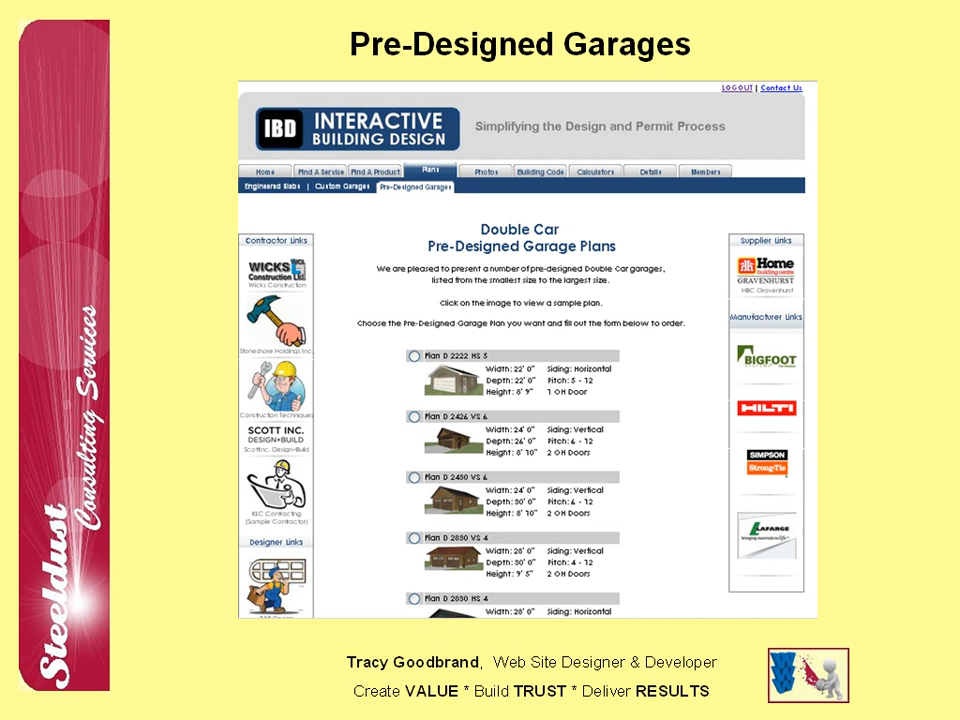 Pre-Designed Garages
LOGOUT | Contact Us
IBD INTERACTIVE BUILDING DESIGN
Simplifying the Design and Permit Process
Home Find A Service Find A Product Plans Photos Building Code Calculators Details Members
Engineered Slabs | Custom Garages Pre-Designed Garages
Double Car
Pre-Designed Garage Plans
We are pleased to present a number of pre-designed Double Car garages,
listed from the smallest size to the largest size.
Click on the image to view a sample plan.
Choose the Pre-Designed Garage Plan you want and fill out the form below to order.
Plan D 2222 HS 5
Width: 22' 0" Siding: Horizontal
Depth: 22' 0" Pitch: 5 - 12
Height: 8' 9" 1 OH Door
Plan D 2426 VS 6
Width: 24' 0" Siding: Vertical
Depth: 26' 0" Pitch: 6 - 12
Height: 8' 10" 2 OH Doors
Plan D 2430 VS 6
Width: 24' 0" Siding: Vertical
Depth: 30' 0" Pitch: 6 - 12
Height: 8' 10" 2 OH Doors
Plan D 2830 VS 4
Width: 28' 0" Siding: Vertical
Depth: 30' 0" Pitch: 4 - 12
Height: 9' 5" 2 OH Doors
Plan D 2830 HS 4
Width: 28' 0" Siding: Horizontal
Contractor Links
WICKS
Construction Ltd
Wicks Construction
Stoneshore Holdings Inc.
Construction Techniques
SCOTT INC.
DESIGN+BUILD
ScottInc. Design+Build
KLC Contracting
(Sample Contractor)
Designer Links
Supplier Links
Home
building centre
GRAVENHURST
HBC Gravenhurst
Manufacturer Links
BIGFOOT
SYSTEMS
HILTI
SIMPSON
Strong-Tie
LAFARGE
bringing materials to life
Steeldust
Consulting Services
Tracy Goodbrand, Web Site Designer & Developer
Create VALUE * Build TRUST * Deliver RESULTS